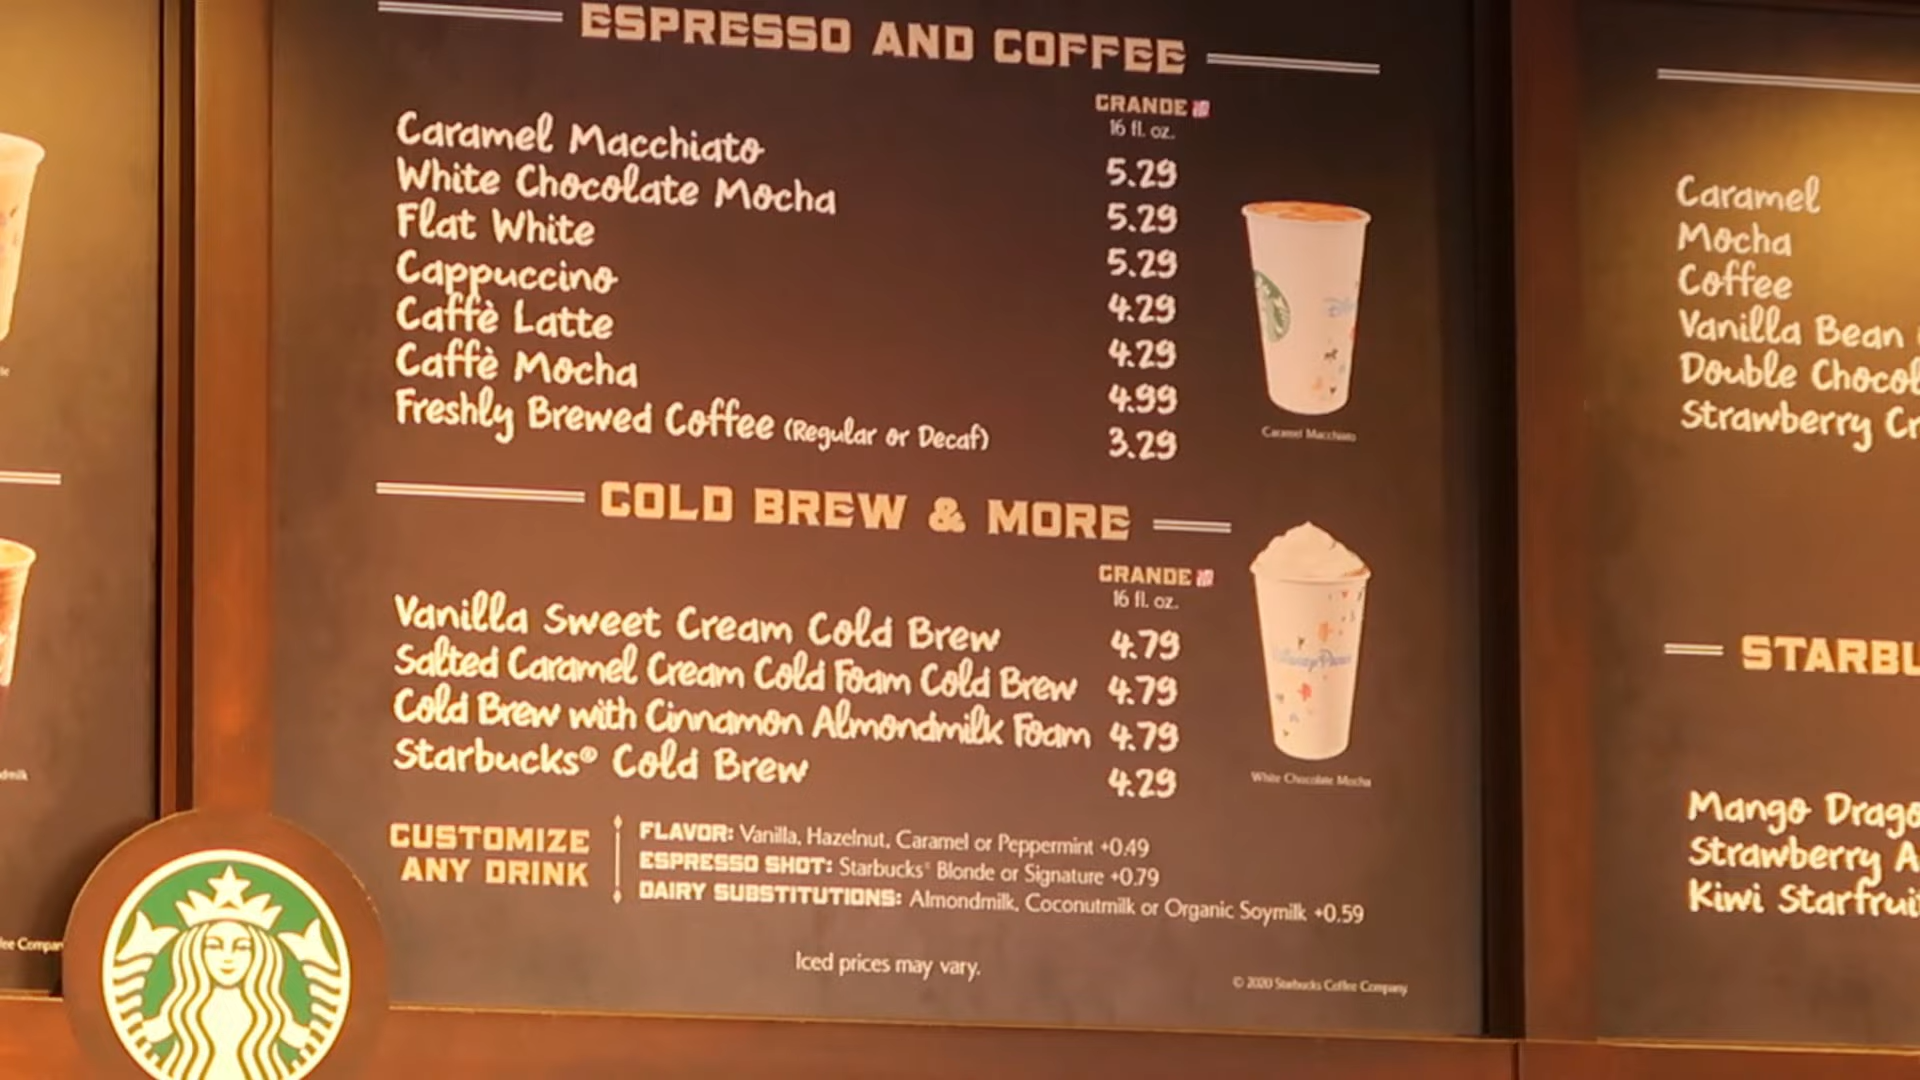 ESPRESSO AND COFFEE
GRANDE
16 fl. oz.
Caramel Macchiato 5.29
White Chocolate Mocha 5.29
Flat White 5.29
Cappuccino 4.29
Caffè Latte 4.29
Caffè Mocha 4.99
Freshly Brewed Coffee (Regular or Decaf) 3.29
Caramel Macchiato
COLD BREW & MORE
GRANDE
16 fl. oz.
Vanilla Sweet Cream Cold Brew 4.79
Salted Caramel Cream Cold Foam Cold Brew 4.79
Cold Brew with Cinnamon Almondmilk Foam 4.79
Starbucks® Cold Brew 4.29
White Chocolate Mocha
CUSTOMIZE
ANY DRINK
FLAVOR: Vanilla, Hazelnut, Caramel or Peppermint +0.49
ESPRESSO SHOT: Starbucks® Blonde or Signature +0.79
DAIRY SUBSTITUTIONS: Almondmilk, Coconutmilk or Organic Soymilk +0.59
Iced prices may vary.
© 2020 Starbucks Coffee Company
Caramel
Mocha
Coffee
Vanilla Bean
Double Chocol
Strawberry Cr
STARBU
Mango Drago
Strawberry A
Kiwi Starfruit